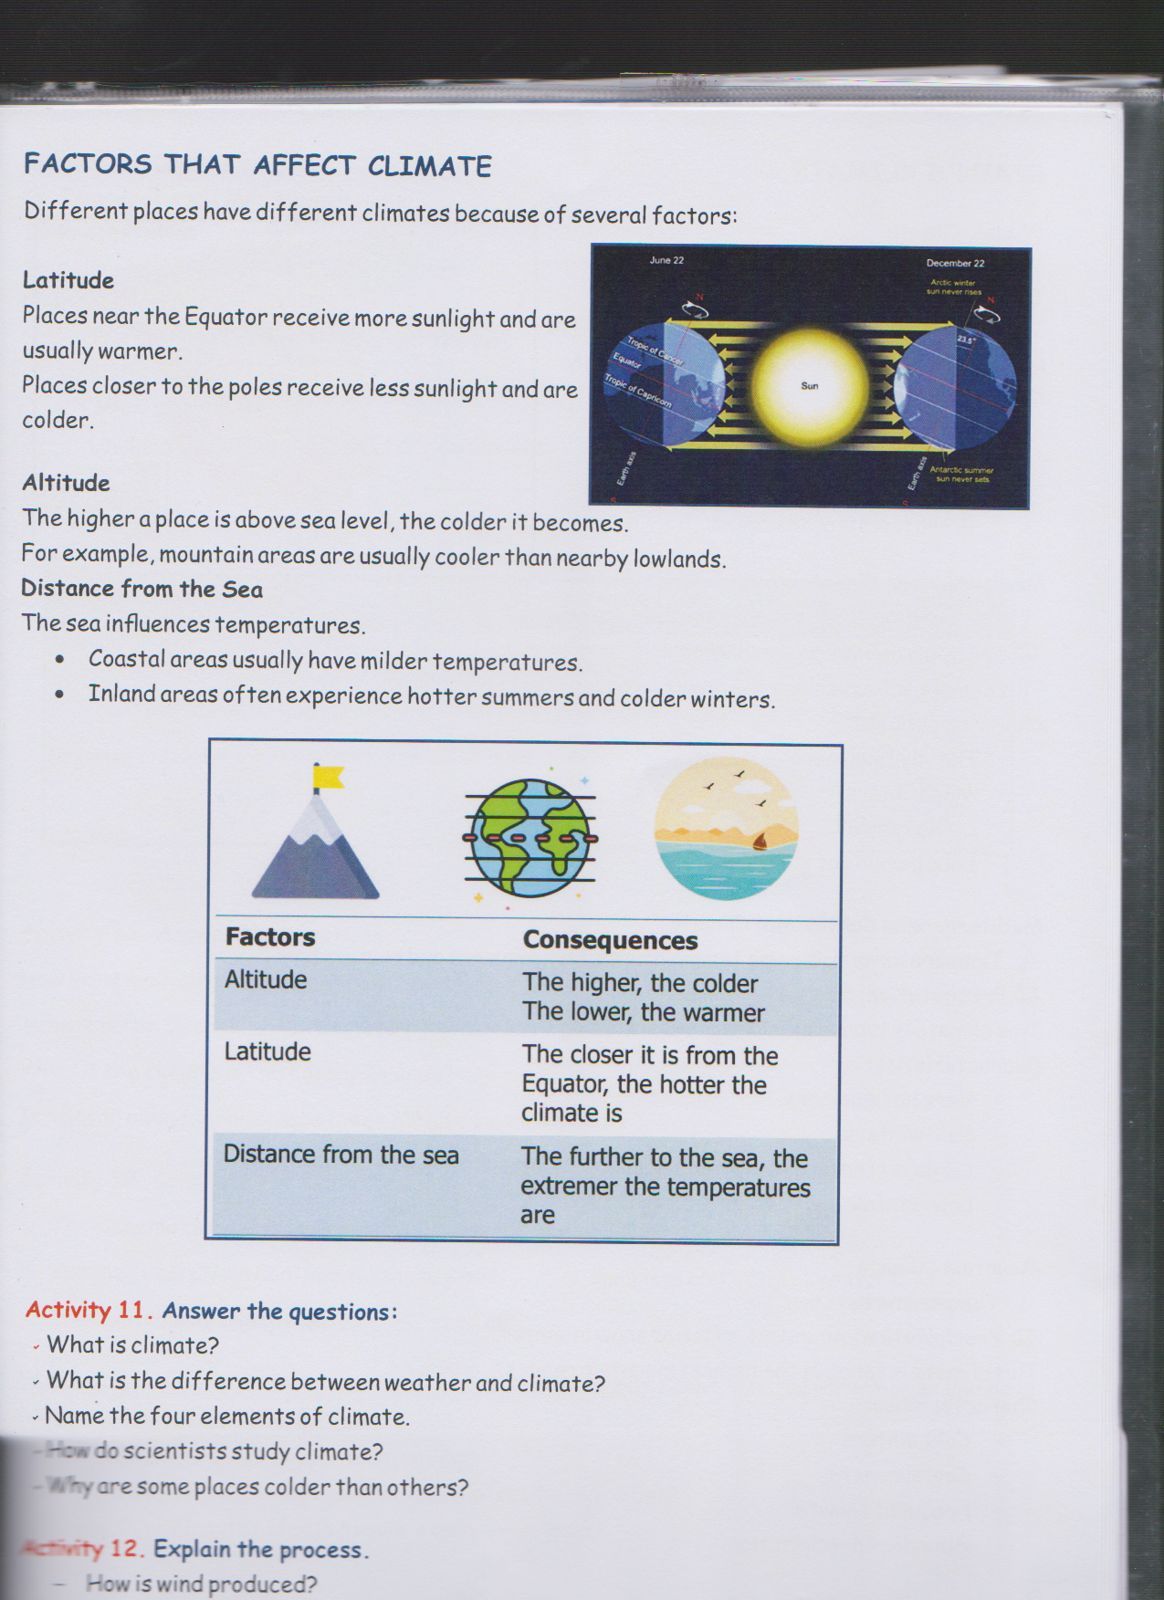 FACTORS THAT AFFECT CLIMATE
Different places have different climates because of several factors:
Latitude
Places near the Equator receive more sunlight and are
usually warmer.
Places closer to the poles receive less sunlight and are
colder.
June 22
December 22
Arctic winter
sun never rises
N
N
23.5°
Tropic of Cancer
Equator
Tropic of Capricorn
Sun
Earth axis
Earth axis
Antarctic summer
sun never sets
S
S
Altitude
The higher a place is above sea level, the colder it becomes.
For example, mountain areas are usually cooler than nearby lowlands.
Distance from the Sea
The sea influences temperatures.
• Coastal areas usually have milder temperatures.
• Inland areas often experience hotter summers and colder winters.
Factors Consequences
Altitude The higher, the colder
The lower, the warmer
Latitude The closer it is from the
Equator, the hotter the
climate is
Distance from the sea The further to the sea, the
extremer the temperatures
are
Activity 11. Answer the questions:
- What is climate?
- What is the difference between weather and climate?
- Name the four elements of climate.
- How do scientists study climate?
- Why are some places colder than others?
Activity 12. Explain the process.
- How is wind produced?